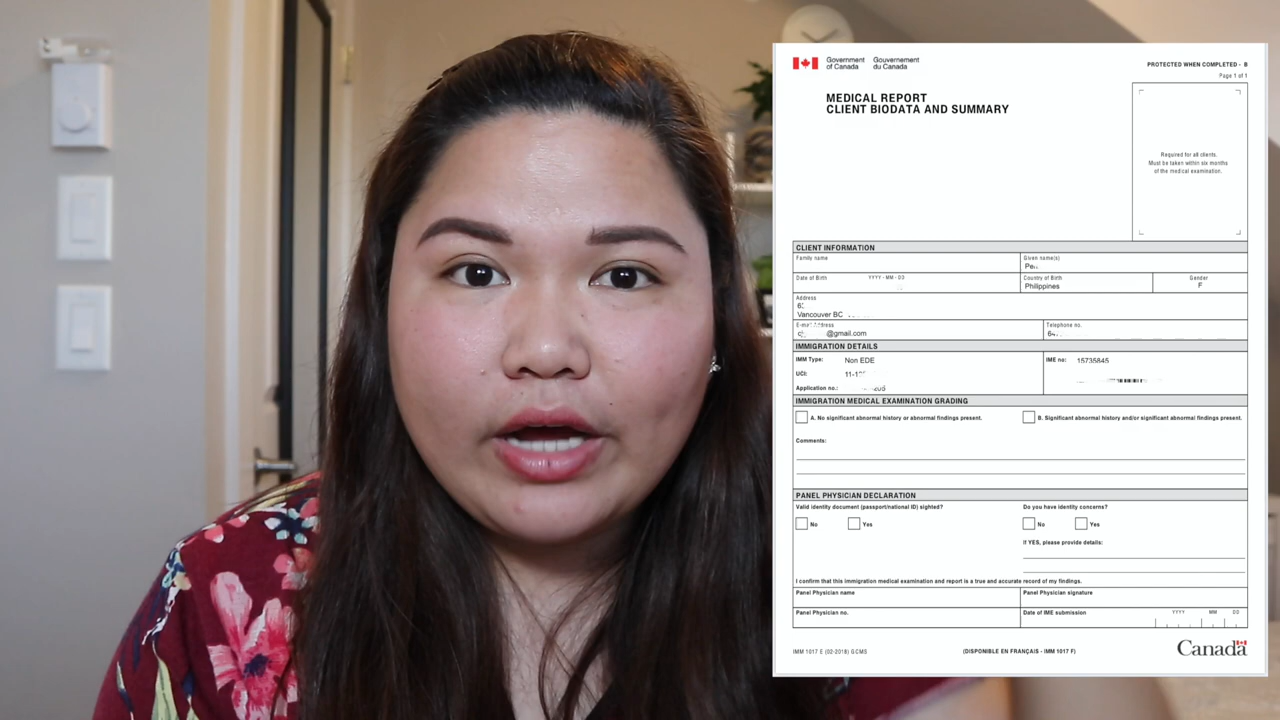 Government of Canada Gouvernement du Canada
PROTECTED WHEN COMPLETED - B
Page 1 of 1
MEDICAL REPORT
CLIENT BIODATA AND SUMMARY
Required for all clients.
Must be taken within six months
of the medical examination.
CLIENT INFORMATION
Family name
Given name(s)
Date of Birth YYYY - MM - DD
Country of Birth
Philippines
Gender
F
Address
Vancouver BC
@gmail.com
Telephone no.
IMMIGRATION DETAILS
IMM Type: Non EDE
IME no: 15735845
UCI:
Application no.:
IMMIGRATION MEDICAL EXAMINATION GRADING
A. No significant abnormal history or abnormal findings present.
B. Significant abnormal history and/or significant abnormal findings present.
Comments:
PANEL PHYSICIAN DECLARATION
Valid identity document (passport/national ID) sighted?
No Yes
Do you have identity concerns?
No Yes
If YES, please provide details:
I confirm that this immigration medical examination and report is a true and accurate record of my findings.
Panel Physician name
Panel Physician signature
Panel Physician no.
Date of IME submission YYYY MM DD
IMM 1017 E (02-2018) GCMS
(DISPONIBLE EN FRANÇAIS - IMM 1017 F)
Canada